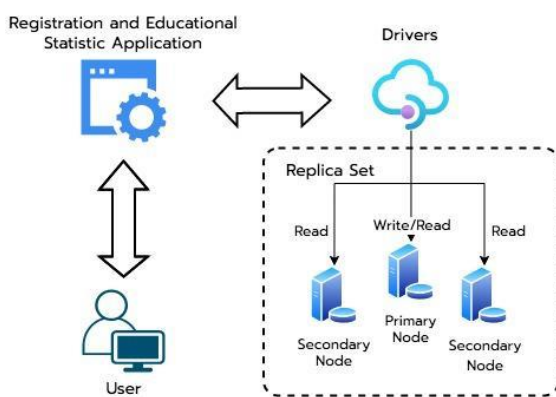 Registration and Educational
Statistic Application
Drivers
Replica Set
Write/Read
Read
Read
Primary
Node
Secondary
Node
Secondary
Node
User